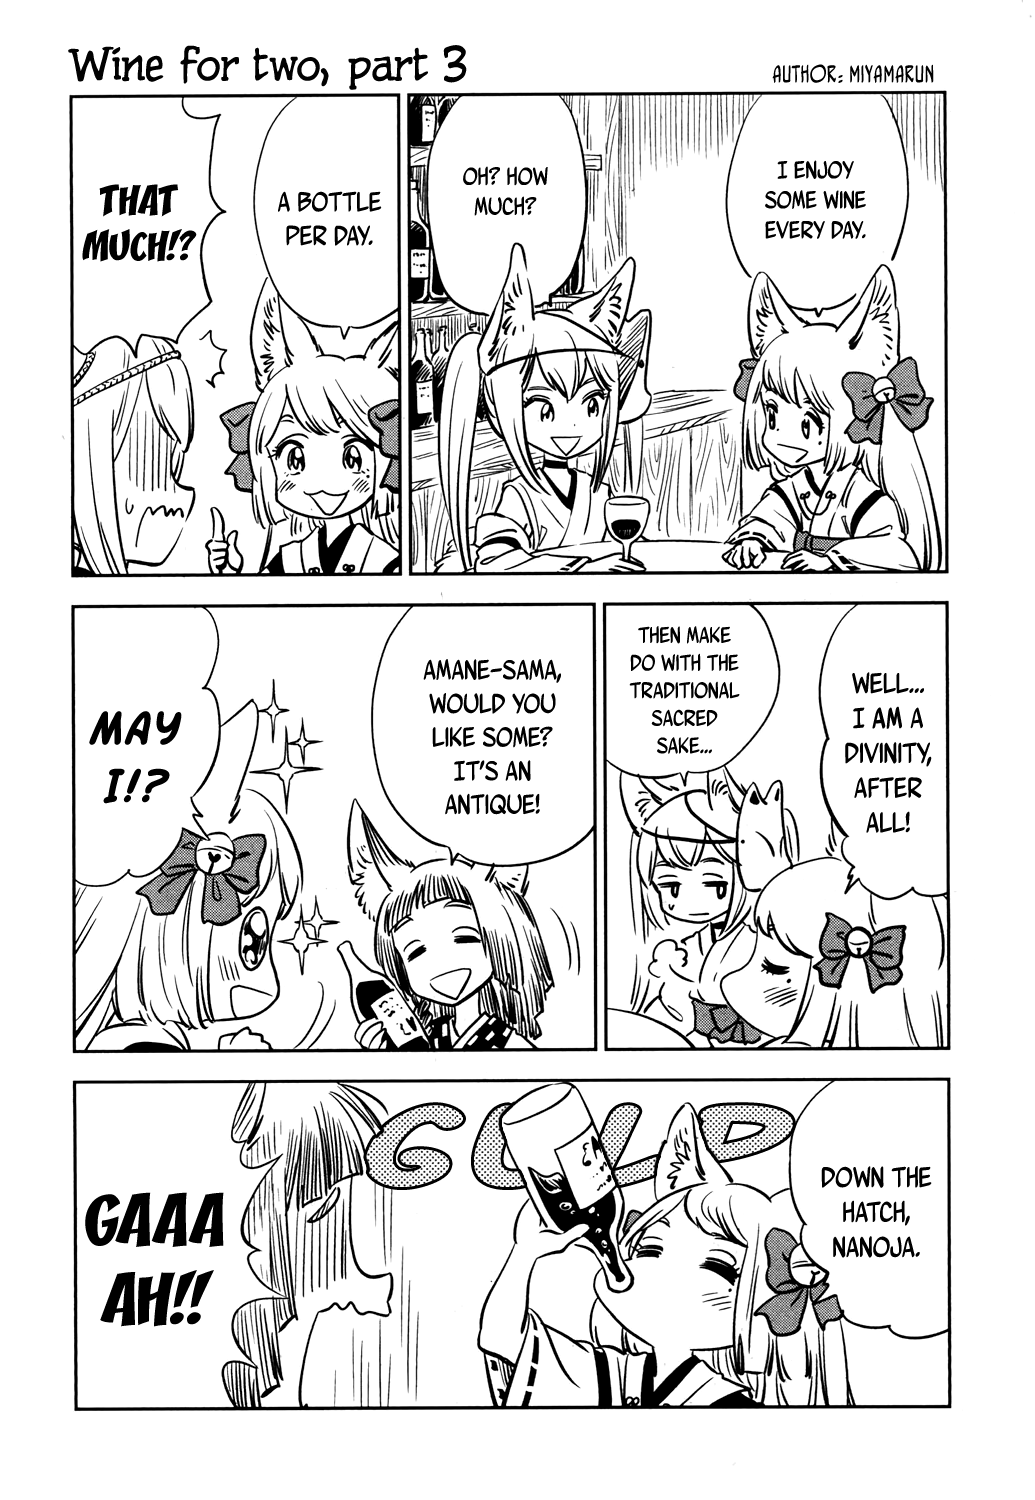 Wine for two, part 3
AUTHOR: MIYAMARUN
I ENJOY
SOME WINE
EVERY DAY.
OH? HOW
MUCH?
A BOTTLE
PER DAY.
THAT
MUCH!?
WELL...
I AM A
DIVINITY,
AFTER
ALL!
THEN MAKE
DO WITH THE
TRADITIONAL
SACRED
SAKE...
AMANE-SAMA,
WOULD YOU
LIKE SOME?
IT'S AN
ANTIQUE!
MAY
I!?
DOWN THE
HATCH,
NANOJA.
GULP
GAAA
AH!!